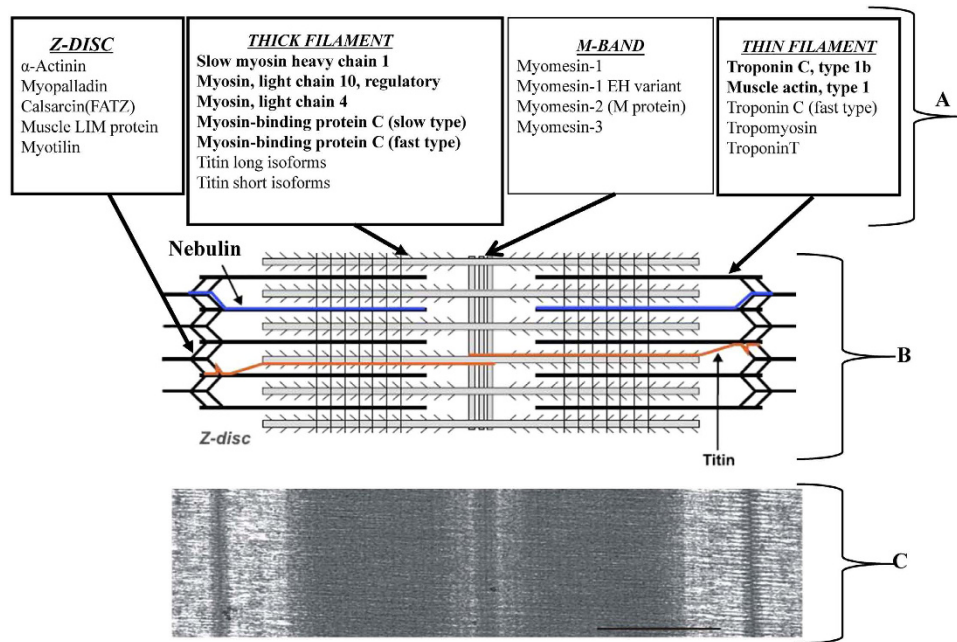 Z-DISC
α-Actinin
Myopalladin
Calsarcin(FATZ)
Muscle LIM protein
Myotilin
THICK FILAMENT
Slow myosin heavy chain 1
Myosin, light chain 10, regulatory
Myosin, light chain 4
Myosin-binding protein C (slow type)
Myosin-binding protein C (fast type)
Titin long isoforms
Titin short isoforms
M-BAND
Myomesin-1
Myomesin-1 EH variant
Myomesin-2 (M protein)
Myomesin-3
THIN FILAMENT
Troponin C, type 1b
Muscle actin, type 1
Troponin C (fast type)
Tropomyosin
TroponinT
A
Nebulin
B
Z-disc
Titin
C